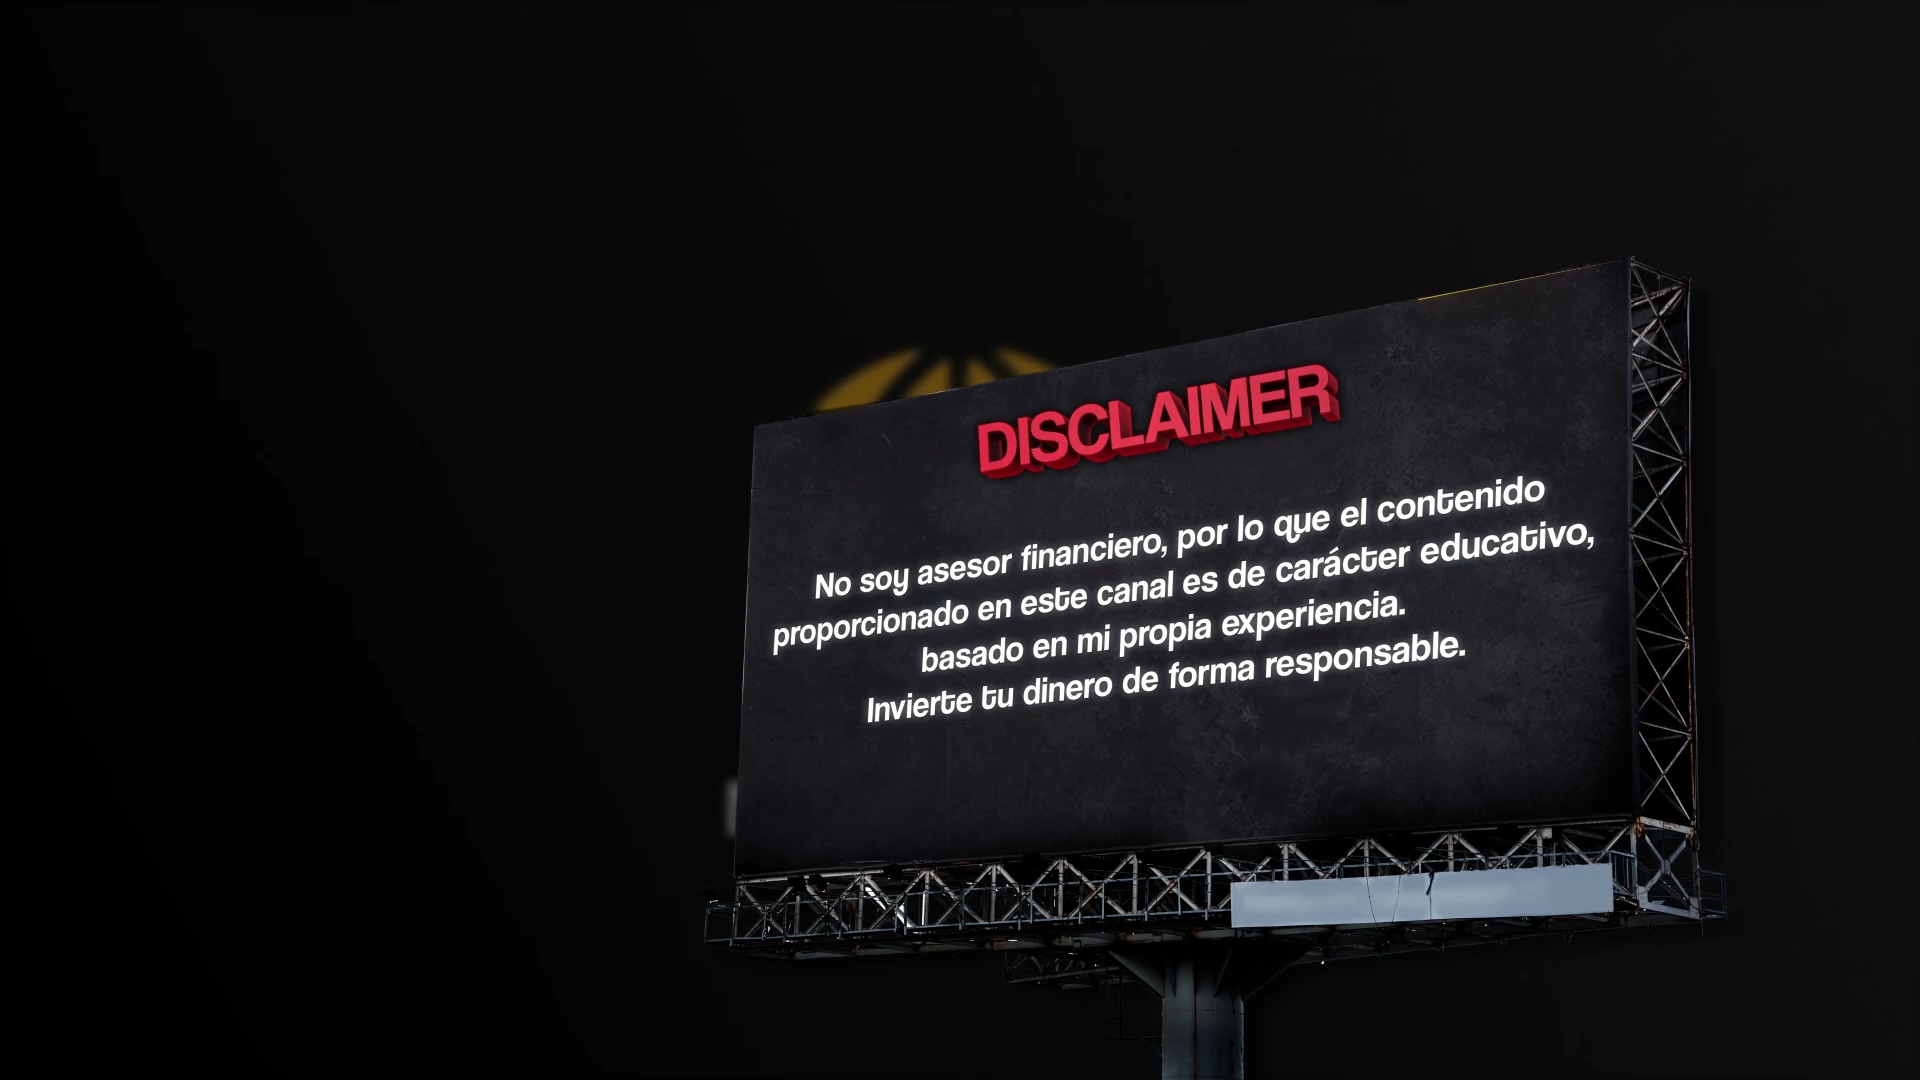 DISCLAIMER
No soy asesor financiero, por lo que el contenido
proporcionado en este canal es de carácter educativo,
basado en mi propia experiencia.
Invierte tu dinero de forma responsable.